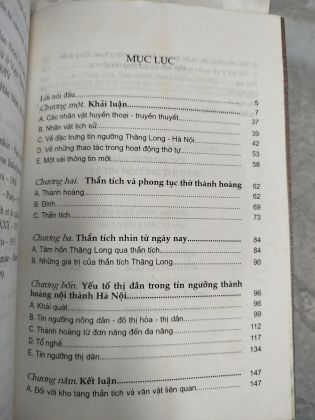 MỤC LỤC
Lời nói đầu 5
Chương một. Khái luận 7
A. Các nhân vật huyền thoại - truyền thuyết 37
B. Nhân vật lịch sử 39
C. Về đặc trưng tín ngưỡng Thăng Long - Hà Nội 42
D. Về những thao tác trong hoạt động thờ tự 53
E. Một vài thông tin mới 58
Chương hai. Thần tích và phong tục thờ thành hoàng 62
A. Thành hoàng 62
B. Đình 69
C. Thần tích 73
Chương ba. Thần tích nhìn từ ngày nay 84
A. Tâm hồn Thăng Long qua thần tích 84
B. Những giá trị của thần tích Thăng Long 90
Chương bốn. Yếu tố thị dân trong tín ngưỡng thành
hoàng nội thành Hà Nội 96
A. Khái quát 96
B. Tín ngưỡng nông dân - đô thị hóa - thị dân 99
C. Thành hoàng từ đơn năng đến đa năng 112
D. Tổ nghề 117
E. Tín ngưỡng thị dân 134
Chương năm. Kết luận 147
A. Đối với kho tàng thần tích và văn vật liên quan 147